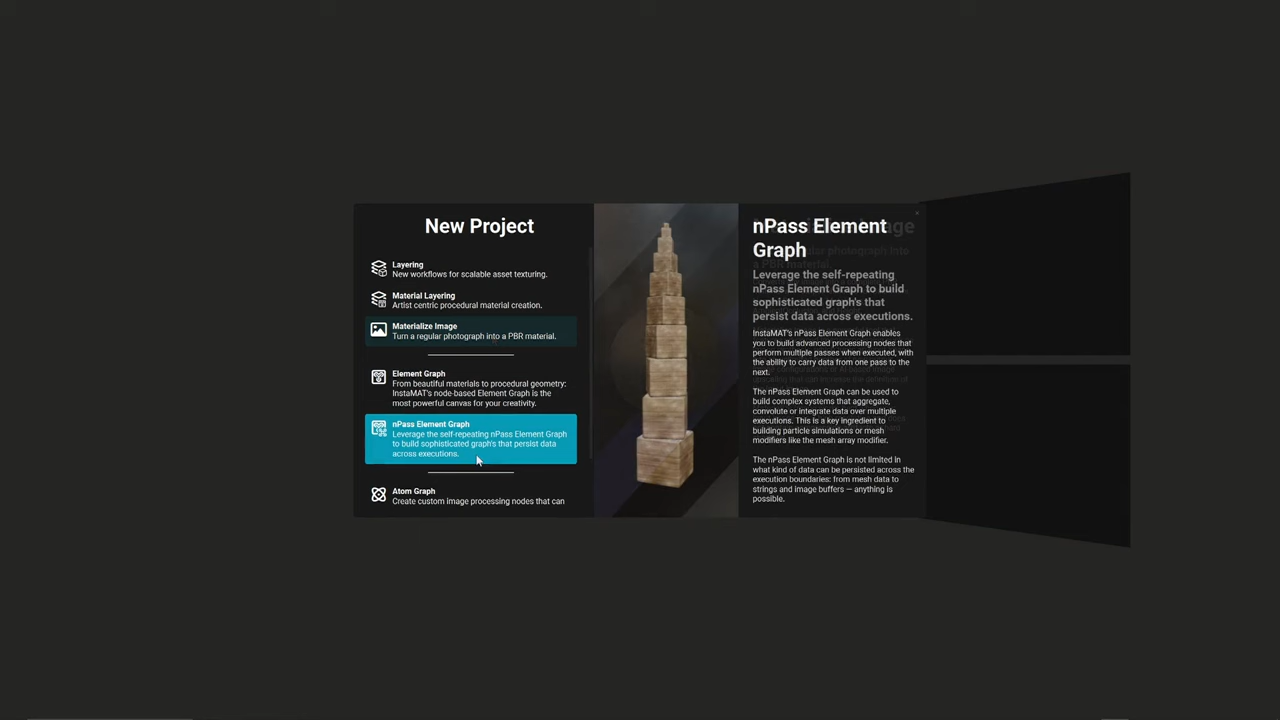 New Project
Layering
New workflows for scalable asset texturing.
Material Layering
Artist centric procedural material creation.
Materialize Image
Turn a regular photograph into a PBR material.
Element Graph
From beautiful materials to procedural geometry:
InstaMAT's node-based Element Graph is the
most powerful canvas for your creativity.
nPass Element Graph
Leverage the self-repeating nPass Element Graph
to build sophisticated graph's that persist data
across executions.
Atom Graph
Create custom image processing nodes that can
nPass Element
Graph
Leverage the self-repeating
nPass Element Graph to build
sophisticated graph's that
persist data across executions.
InstaMAT's nPass Element Graph enables
you to build advanced processing nodes that
perform multiple passes when executed, with
the ability to carry data from one pass to the
next.
The nPass Element Graph can be used to
build complex systems that aggregate,
convolute or integrate data over multiple
executions. This is a key ingredient to
building particle simulations or mesh
modifiers like the mesh array modifier.
The nPass Element Graph is not limited in
what kind of data can be persisted across the
execution boundaries: from mesh data to
strings and image buffers — anything is
possible.